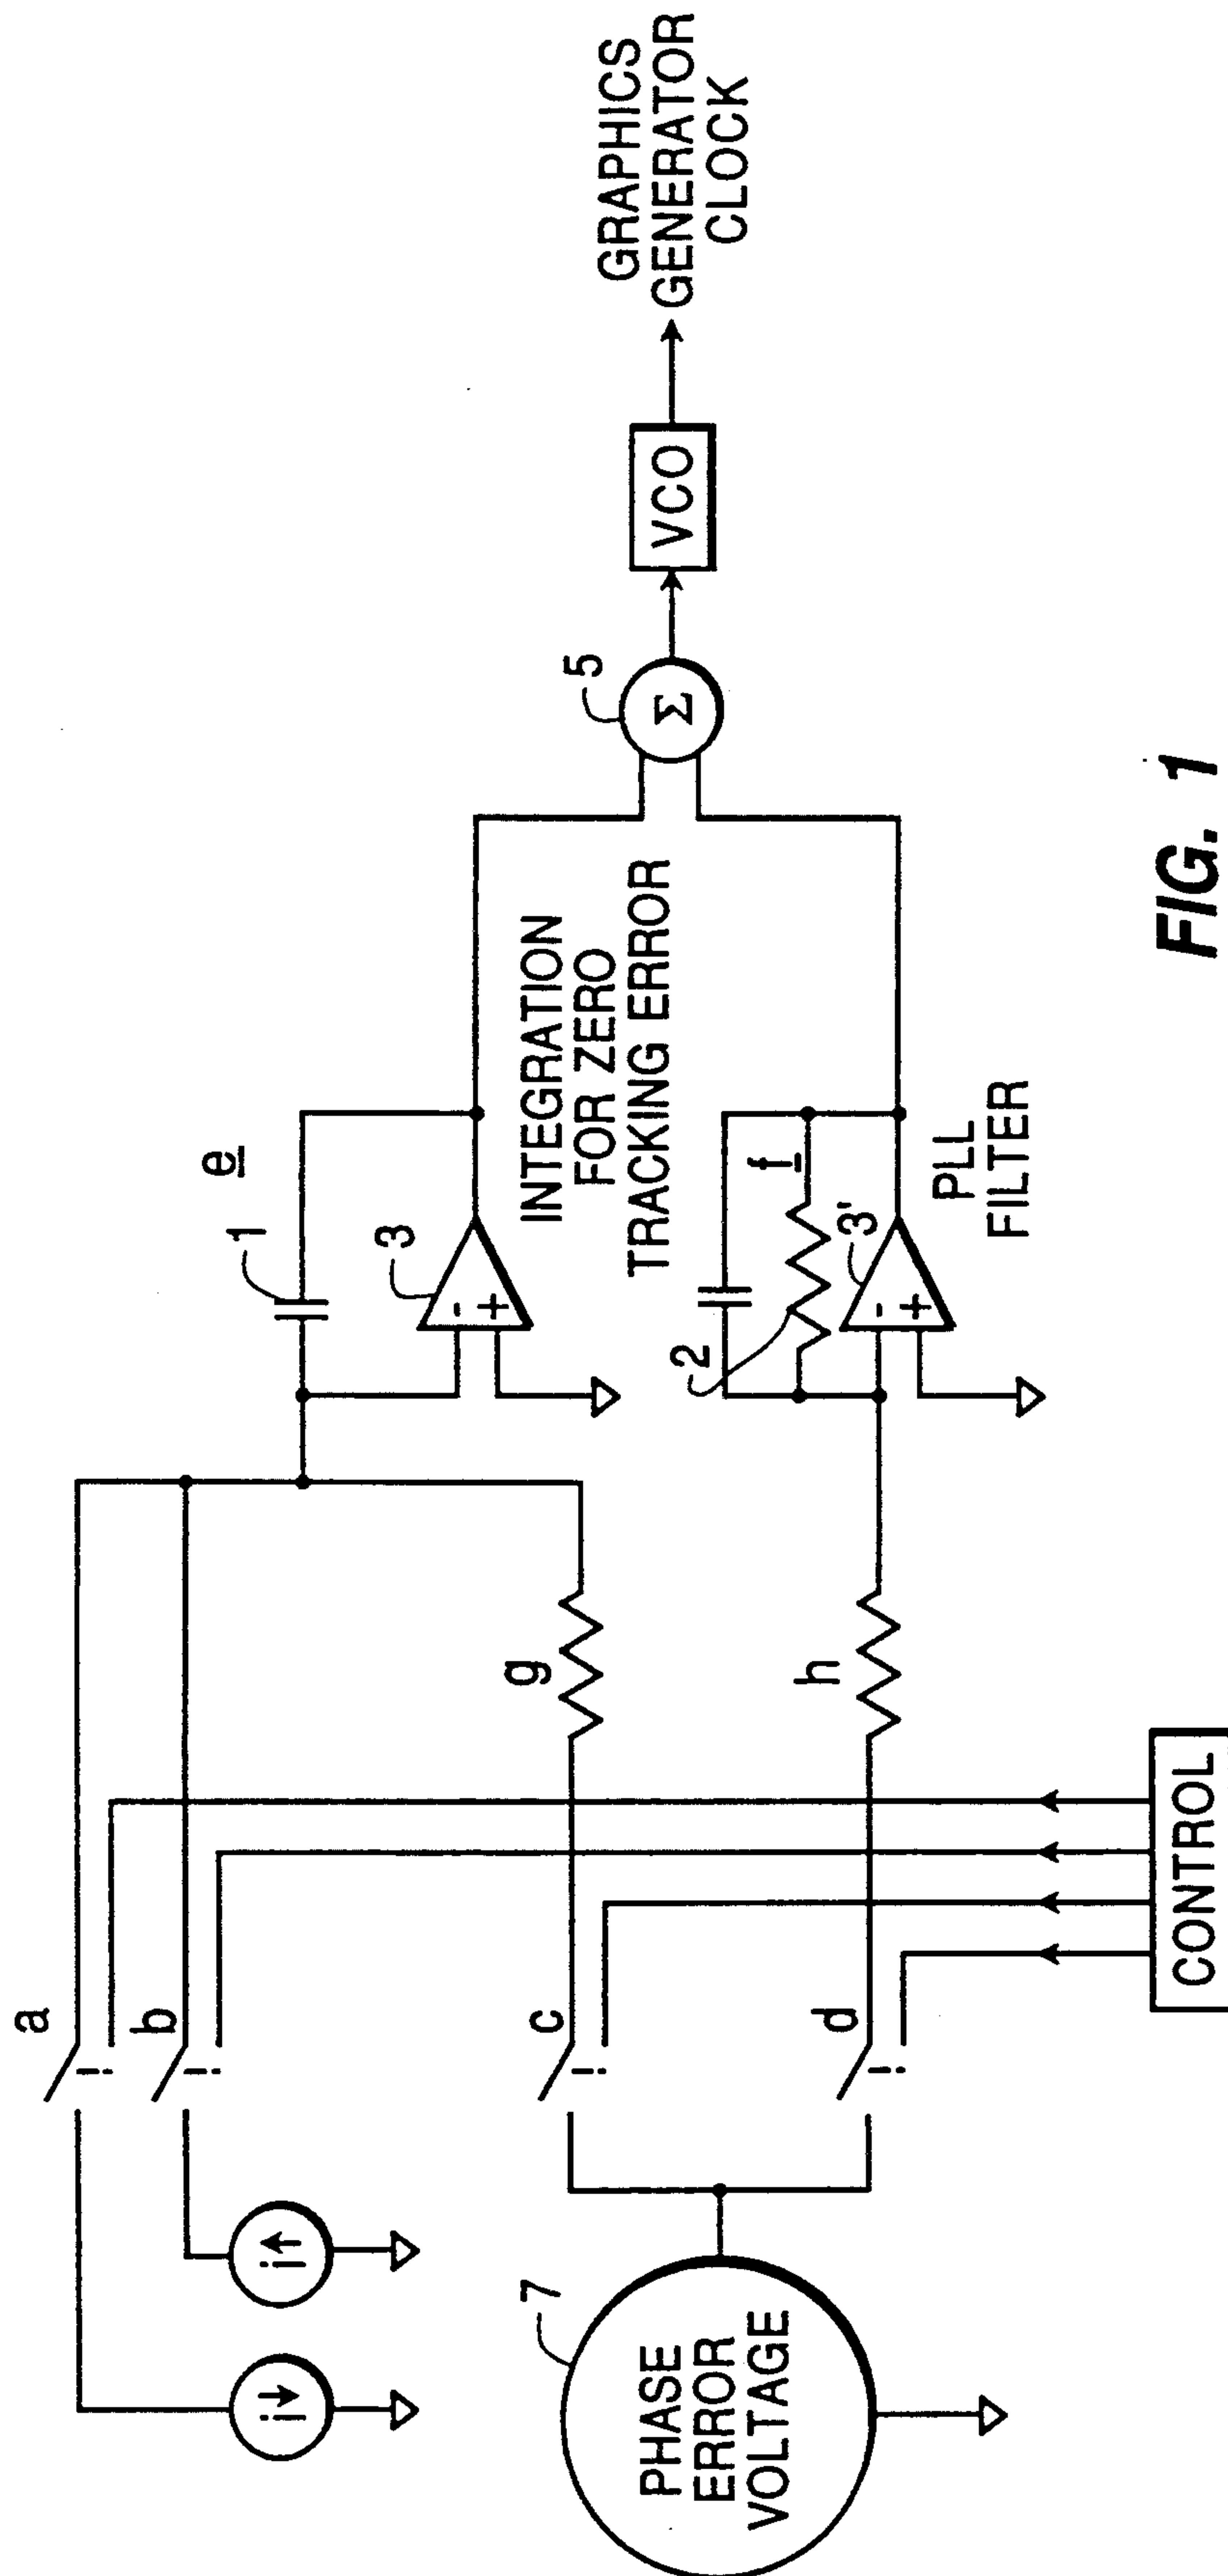 a
b
i↓
i↑
c
d
7
PHASE
ERROR
VOLTAGE
CONTROL
g
h
e
1
3
INTEGRATION
FOR ZERO
TRACKING ERROR
2
f
3'
PLL
FILTER
-
+
-
+
5
Σ
VCO
GRAPHICS
GENERATOR
CLOCK
FIG. 1